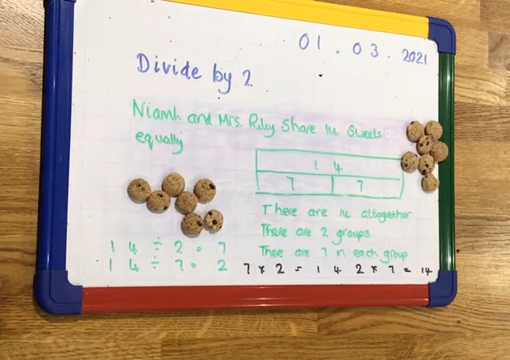 01.03.2021
Divide by 2
Niamh and Mrs. Riley Share 14 Sweets
equally
14
7 7
There are 14 altogether
There are 2 groups
There are 7 in each group
14 ÷ 2 = 7
14 ÷ 7 = 2
7 × 2 = 14 2 × 7 = 14